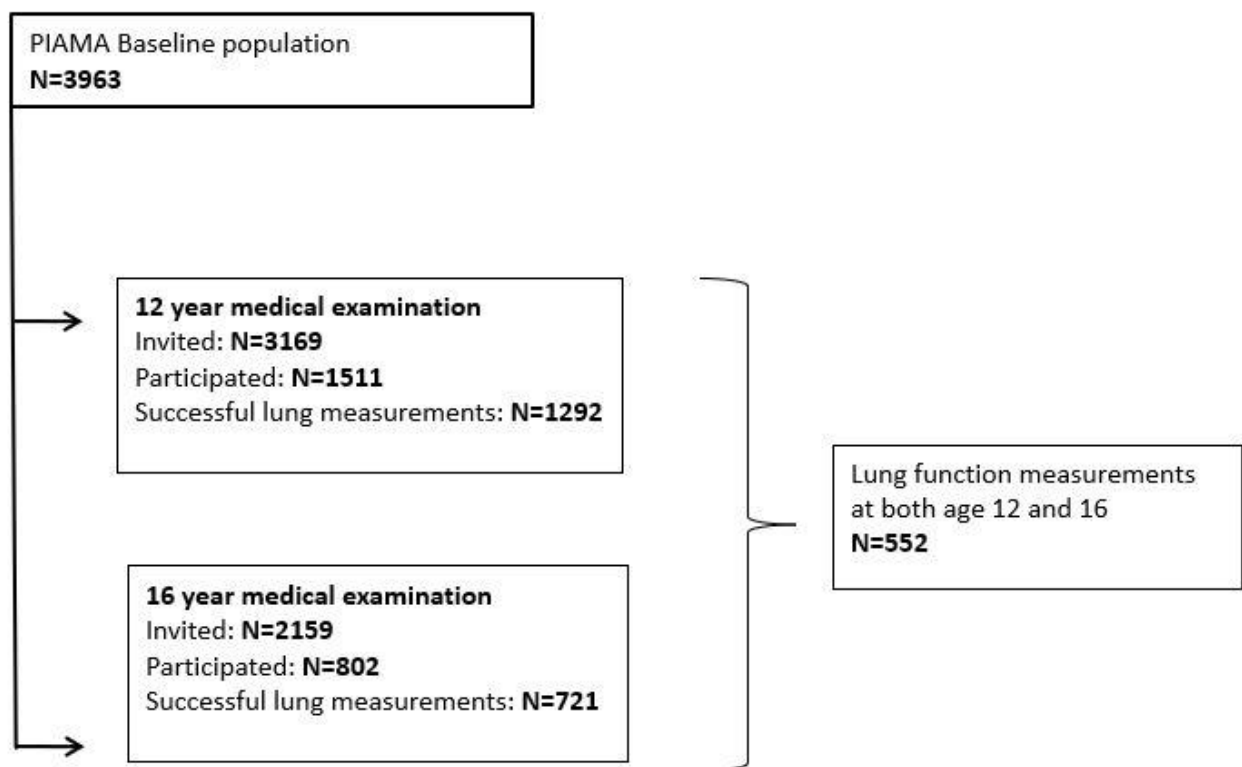 PIAMA Baseline population
N=3963
12 year medical examination
Invited: N=3169
Participated: N=1511
Successful lung measurements: N=1292
Lung function measurements
at both age 12 and 16
N=552
16 year medical examination
Invited: N=2159
Participated: N=802
Successful lung measurements: N=721